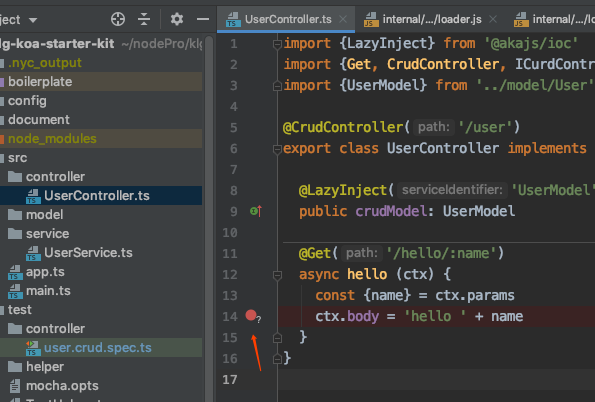 Project
UserController.ts
internal/.../loader.js
internal/.../
lg-koa-starter-kit ~/nodePro/klg
.nyc_output
boilerplate
config
document
node_modules
src
controller
UserController.ts
model
service
UserService.ts
app.ts
main.ts
test
controller
user.crud.spec.ts
helper
mocha.opts
1 import {LazyInject} from '@akajs/ioc'
2 import {Get, CrudController, ICurdContr
3 import {UserModel} from '../model/User'
4
5 @CrudController( path: '/user')
6 export class UserController implements
7
8 @LazyInject( serviceIdentifier: 'UserModel'
9 public crudModel: UserModel
10
11 @Get( path: '/hello/:name')
12 async hello (ctx) {
13 const {name} = ctx.params
14 ctx.body = 'hello ' + name
15 }
16 }
17